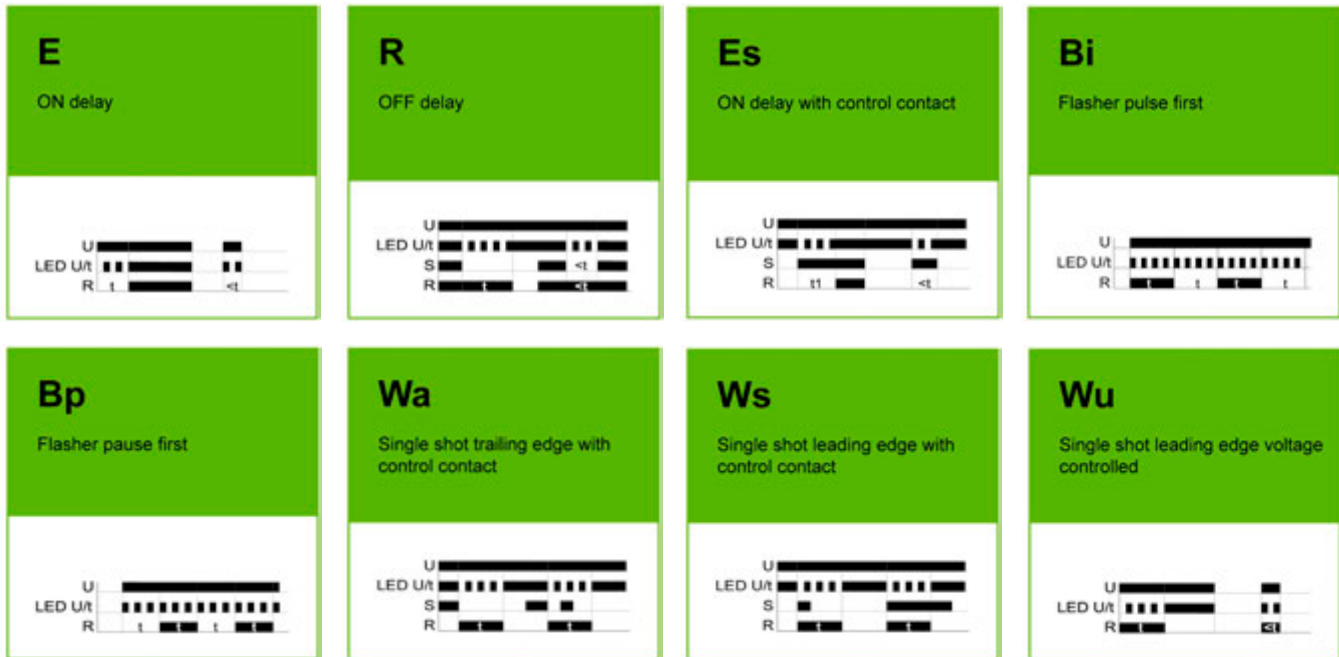 E
ON delay
U
LED U/t
R
t
<t
R
OFF delay
U
LED U/t
S
<t
R
t
<t
Es
ON delay with control contact
U
LED U/t
S
R
t1
<t
Bi
Flasher pulse first
U
LED U/t
R
t
t
t
t
Bp
Flasher pause first
U
LED U/t
R
t
t
t
t
Wa
Single shot trailing edge with
control contact
U
LED U/t
S
R
t
t
Ws
Single shot leading edge with
control contact
U
LED U/t
S
R
t
t
Wu
Single shot leading edge voltage
controlled
U
LED U/t
R
t
<t